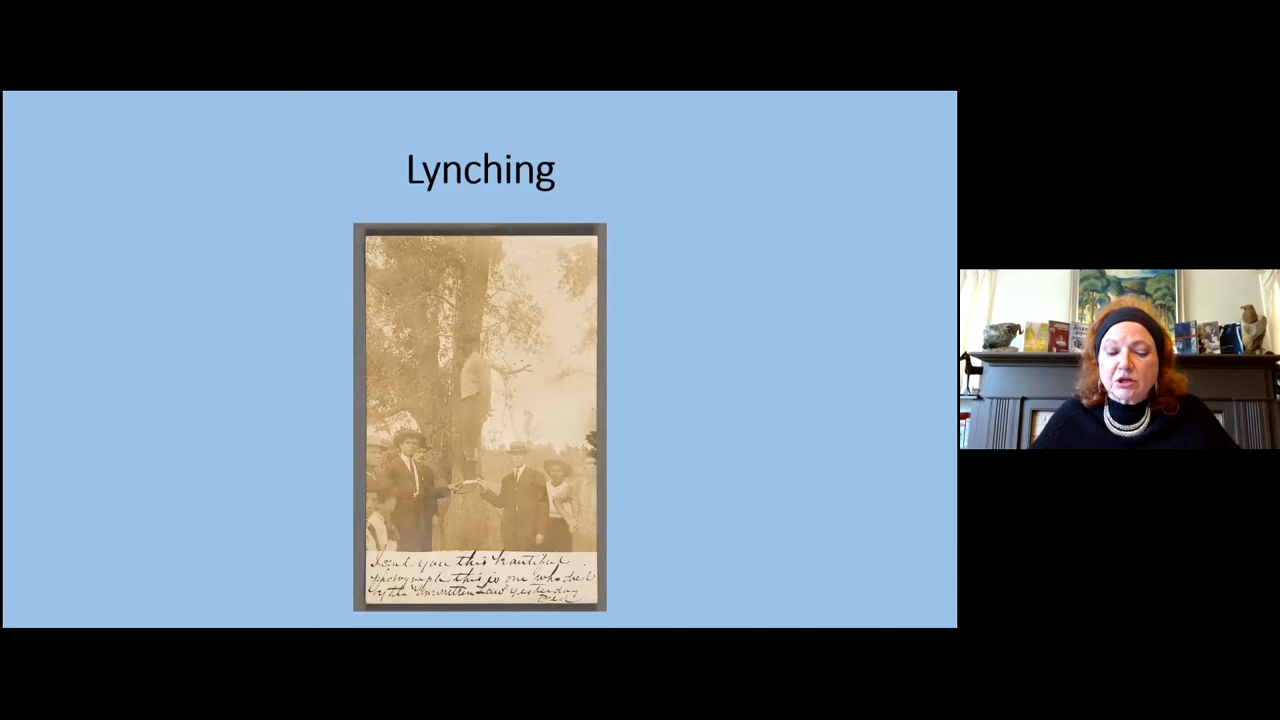 Lynching
I send you this beautiful
photograph this is one who died
by the "Unwritten Law" yesterday